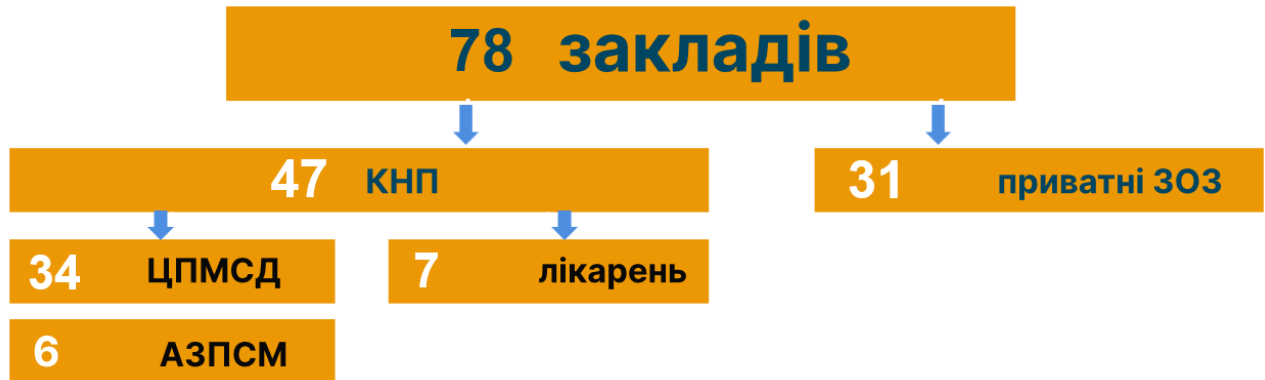 78 закладів
47 КНП
31 приватні ЗОЗ
34 ЦПМСД
7 лікарень
6 АЗПСМ